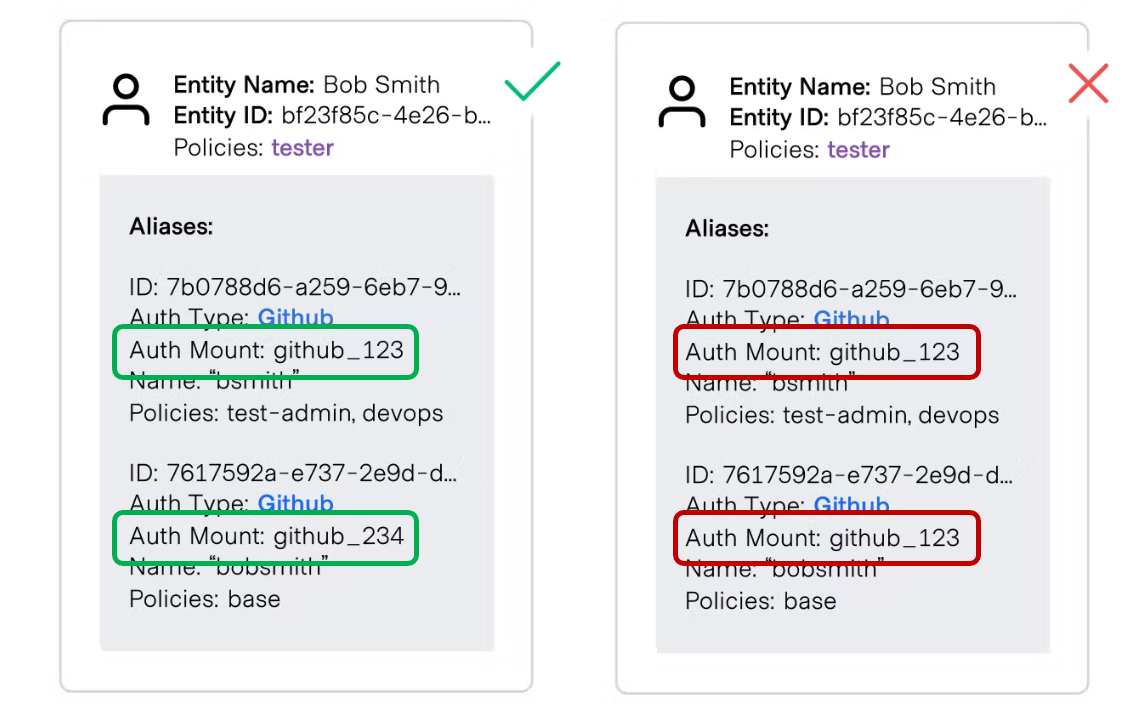 Entity Name: Bob Smith
Entity ID: bf23f85c-4e26-b...
Policies: tester
Aliases:
ID: 7b0788d6-a259-6eb7-9...
Auth Type: Github
Auth Mount: github_123
Name: “bsmith”
Policies: test-admin, devops
ID: 7617592a-e737-2e9d-d...
Auth Type: Github
Auth Mount: github_234
Name: “bobsmith”
Policies: base
Entity Name: Bob Smith
Entity ID: bf23f85c-4e26-b...
Policies: tester
Aliases:
ID: 7b0788d6-a259-6eb7-9...
Auth Type: Github
Auth Mount: github_123
Name: “bsmith”
Policies: test-admin, devops
ID: 7617592a-e737-2e9d-d...
Auth Type: Github
Auth Mount: github_123
Name: “bobsmith”
Policies: base